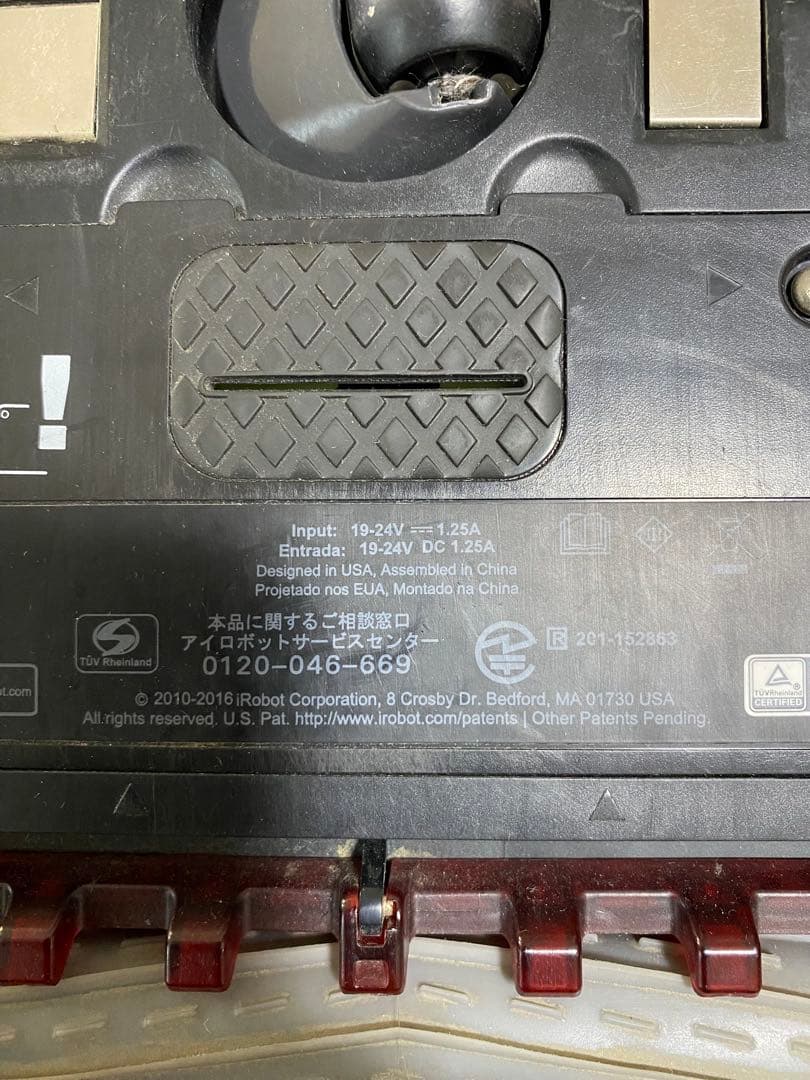 !
Input: 19-24V ⎓ 1.25A
Entrada: 19-24V DC 1.25A
Designed in USA, Assembled in China
Projetado nos EUA, Montado na China
本品に関するご相談窓口
アイロボットサービスセンター
0120-046-669
TÜV Rheinland
R 201-152863
ot.com
TÜVRheinland
CERTIFIED
© 2010-2016 iRobot Corporation, 8 Crosby Dr. Bedford, MA 01730 USA
All rights reserved. U.S. Pat. http://www.irobot.com/patents | Other Patents Pending.